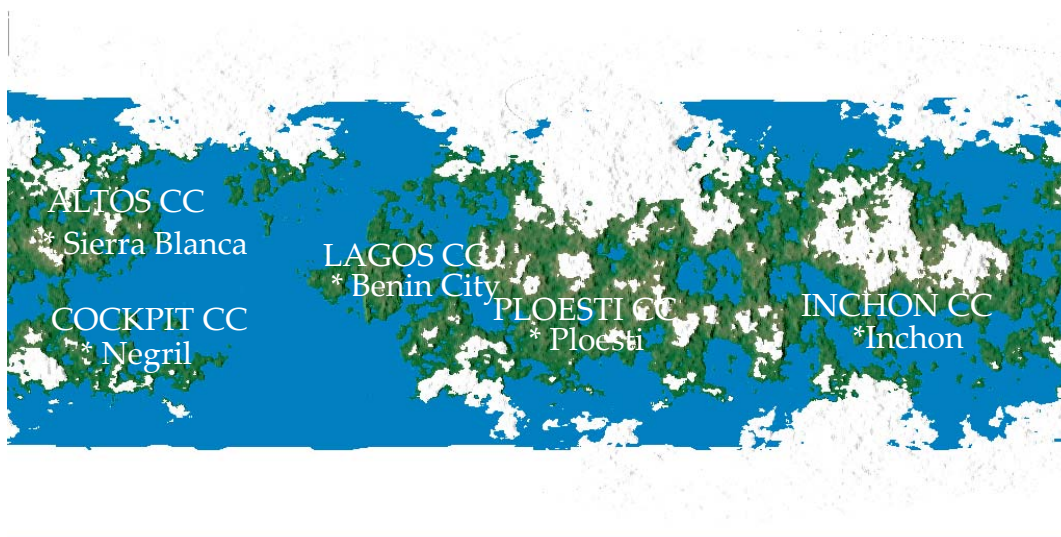 ALTOS CC
* Sierra Blanca
LAGOS CC
* Benin City
COCKPIT CC
* Negril
PLOESTI CC
* Ploesti
INCHON CC
*Inchon